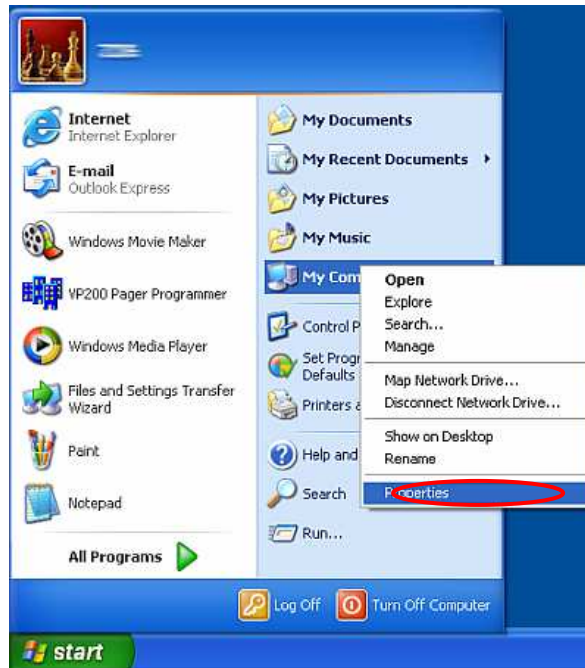 Internet
Internet Explorer
E-mail
Outlook Express
Windows Movie Maker
VP200 Pager Programmer
Windows Media Player
Files and Settings Transfer
Wizard
Paint
Notepad
All Programs
My Documents
My Recent Documents
My Pictures
My Music
My Com
Control P
Set Progr
Defaults
Printers a
Help and
Search
Run...
Open
Explore
Search...
Manage
Map Network Drive...
Disconnect Network Drive...
Show on Desktop
Rename
Properties
Log Off
Turn Off Computer
start